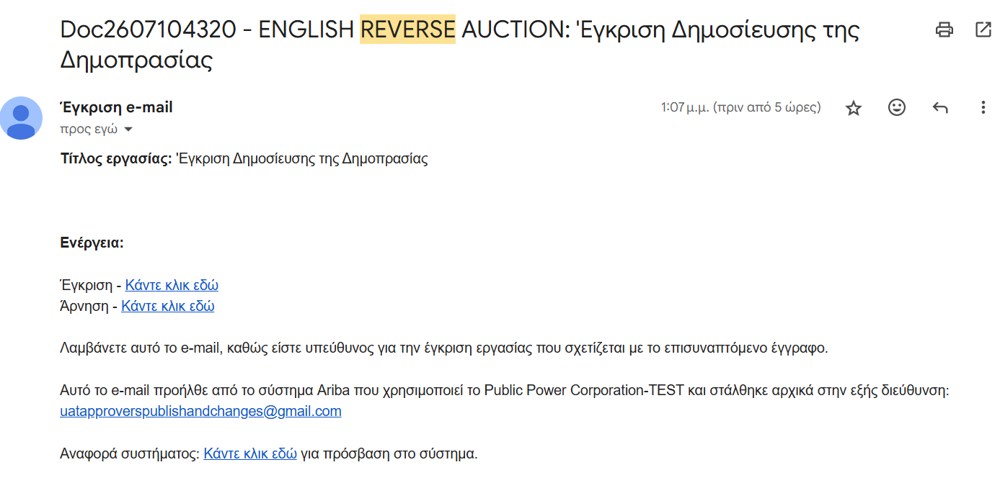 Doc2607104320 - ENGLISH REVERSE AUCTION: 'Εγκριση Δημοσίευσης της
Δημοπρασίας
Έγκριση e-mail
1:07 μ.μ. (πριν από 5 ώρες)
προς εγώ
Τίτλος εργασίας: 'Εγκριση Δημοσίευσης της Δημοπρασίας
Ενέργεια:
Έγκριση - Κάντε κλικ εδώ
Άρνηση - Κάντε κλικ εδώ
Λαμβάνετε αυτό το e-mail, καθώς είστε υπεύθυνος για την έγκριση εργασίας που σχετίζεται με το επισυναπτόμενο έγγραφο.
Αυτό το e-mail προήλθε από το σύστημα Ariba που χρησιμοποιεί το Public Power Corporation-TEST και στάλθηκε αρχικά στην εξής διεύθυνση:
uatapproverspublishandchanges@gmail.com
Αναφορά συστήματος: Κάντε κλικ εδώ για πρόσβαση στο σύστημα.